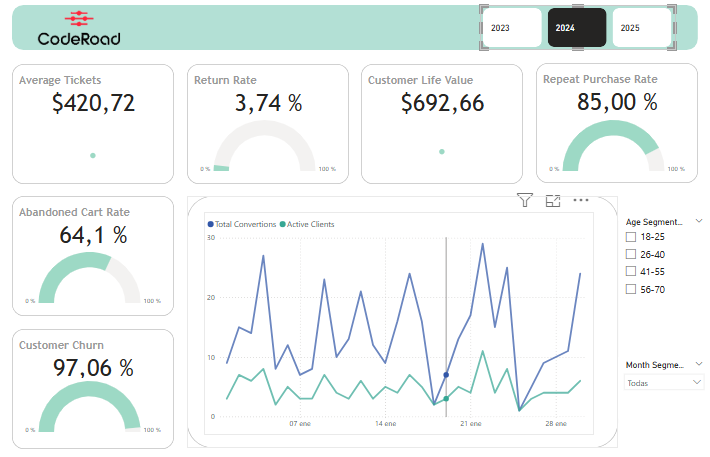 CodeRoad
2023
2024
2025
Average Tickets
$420,72
Return Rate
3,74 %
0 %
100 %
Customer Life Value
$692,66
Repeat Purchase Rate
85,00 %
0 %
100 %
Abandoned Cart Rate
64,1 %
0 %
100 %
Customer Churn
97,06 %
0 %
100 %
Total Convertions Active Clients
30
20
10
0
07 ene
14 ene
21 ene
28 ene
Age Segment...
18-25
26-40
41-55
56-70
Month Segme...
Todas